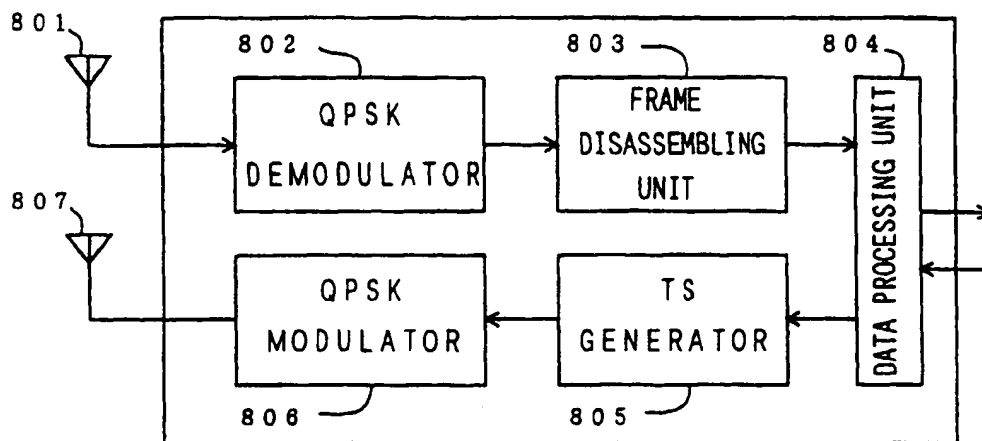 801
802
803
804
QPSK
DEMODULATOR
FRAME
DISASSEMBLING
UNIT
DATA PROCESSING UNIT
807
QPSK
MODULATOR
TS
GENERATOR
806
805